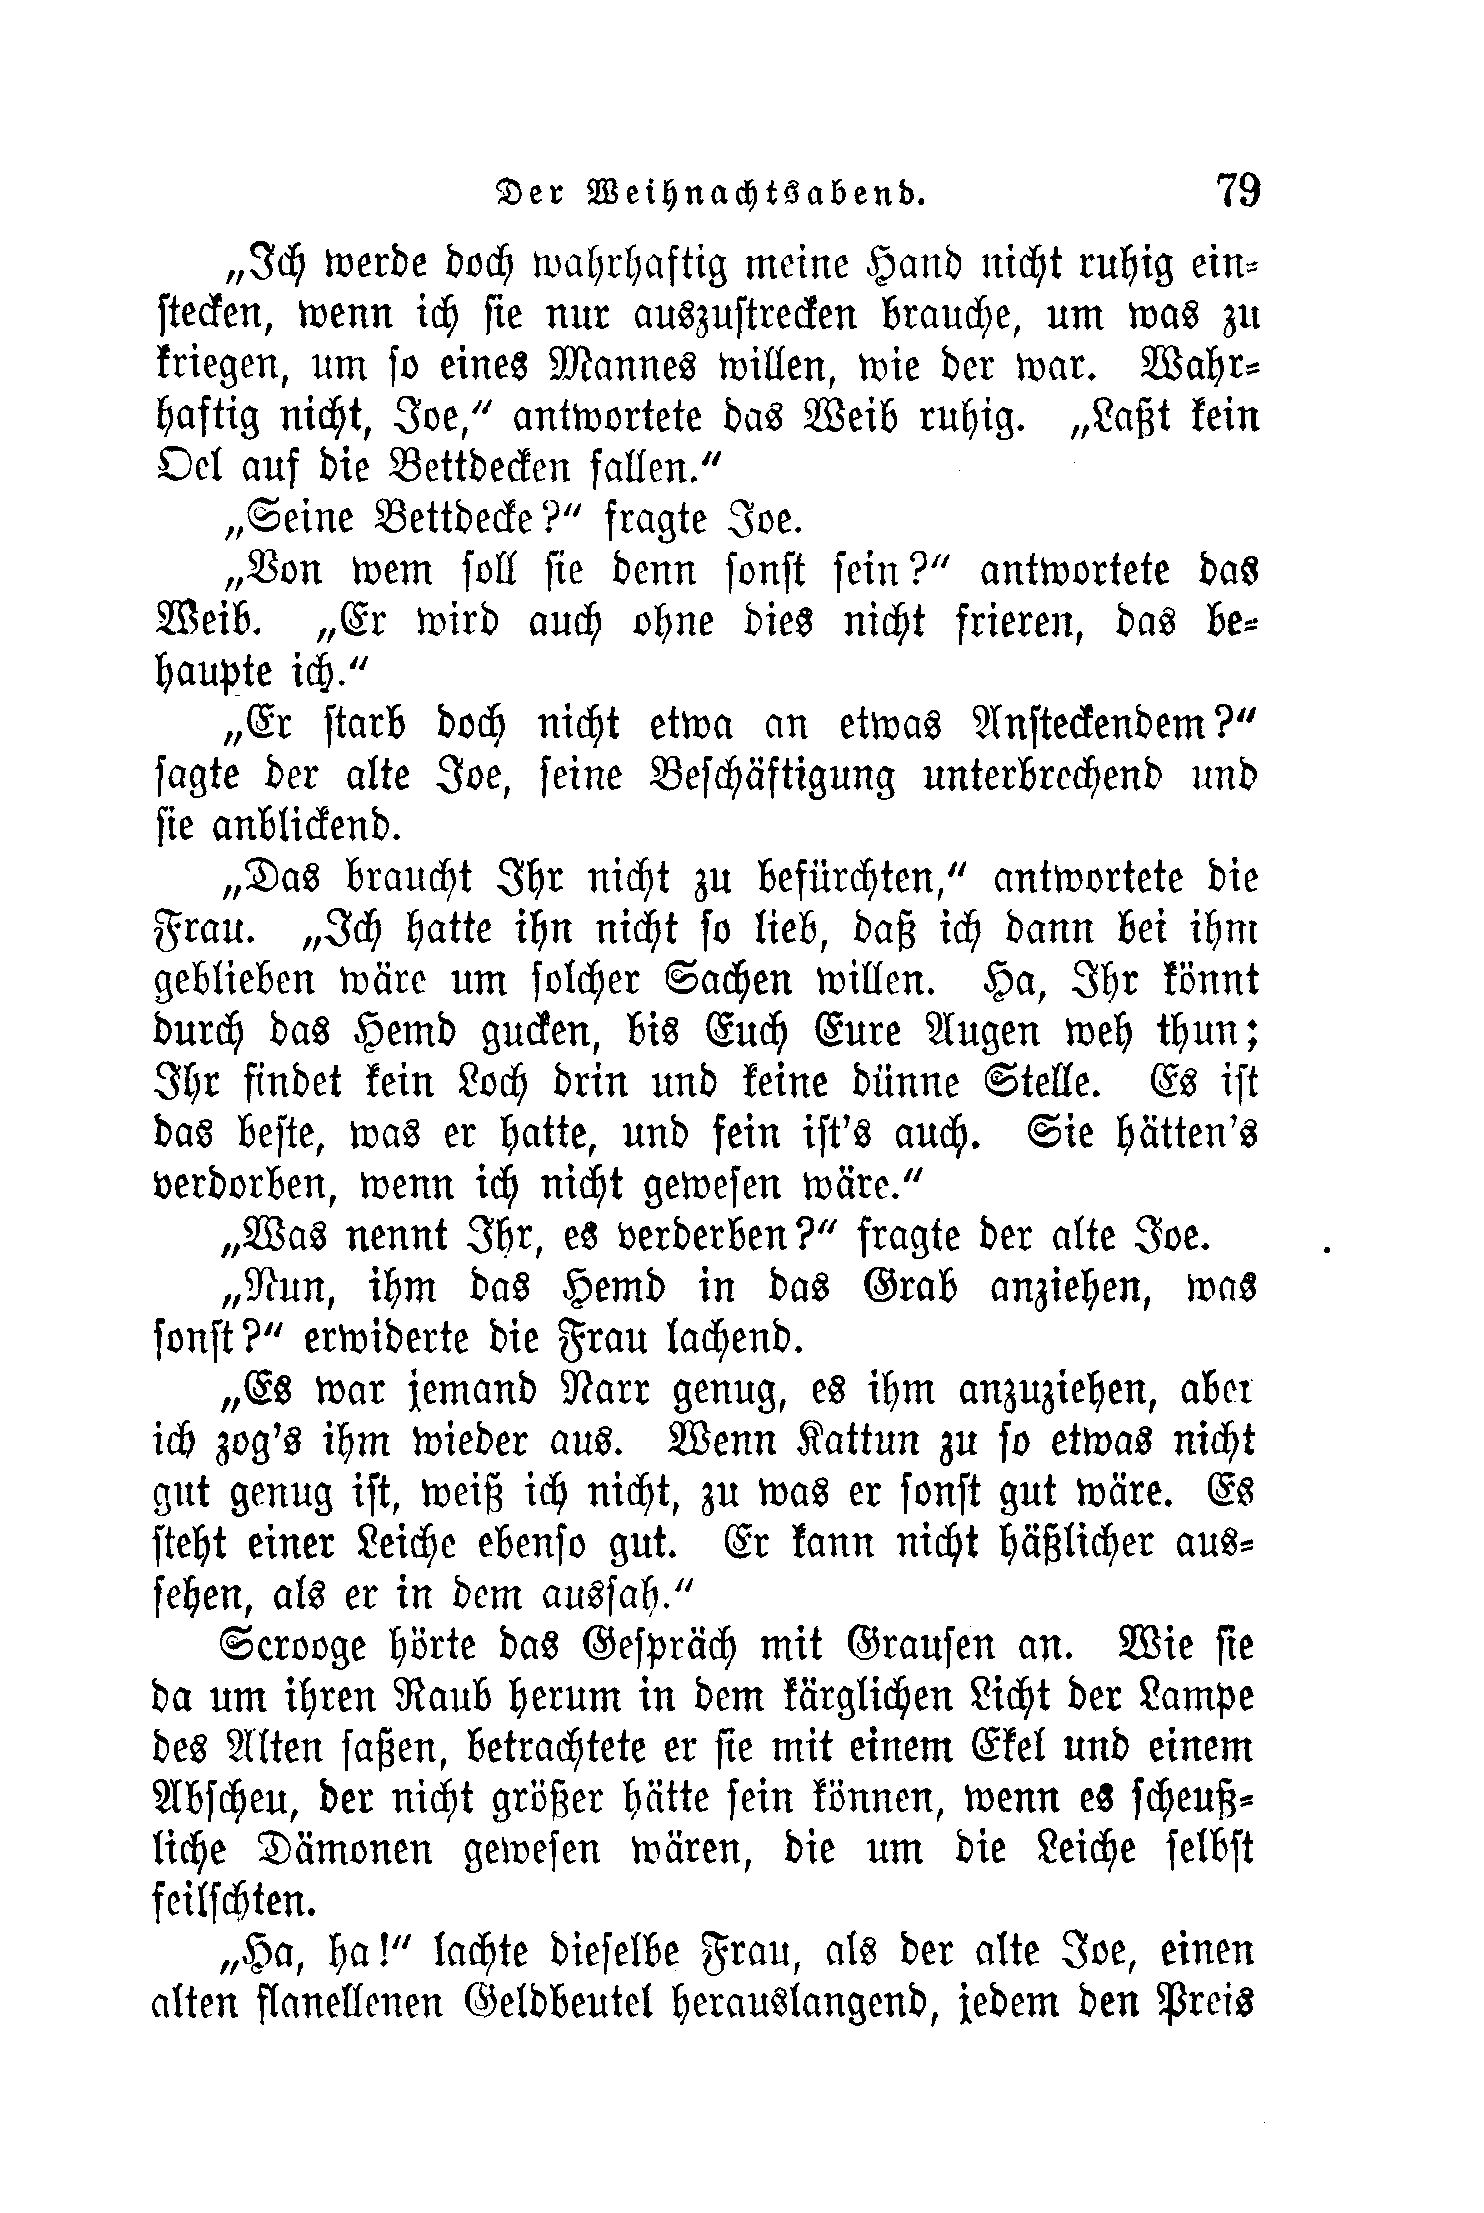 Der Weihnachtsabend. 79
„Ich werde doch wahrhaftig meine Hand nicht ruhig ein-
stecken, wenn ich sie nur auszustrecken brauche, um was zu
kriegen, um so eines Mannes willen, wie der war. Wahr-
haftig nicht, Joe,“ antwortete das Weib ruhig. „Laßt kein
Oel auf die Bettdecken fallen.“
„Seine Bettdecke?“ fragte Joe.
„Von wem soll sie denn sonst sein?“ antwortete das
Weib. „Er wird auch ohne dies nicht frieren, das be-
haupte ich.“
„Er starb doch nicht etwa an etwas Ansteckendem?“
sagte der alte Joe, seine Beschäftigung unterbrechend und
sie anblickend.
„Das braucht Ihr nicht zu befürchten,“ antwortete die
Frau. „Ich hatte ihn nicht so lieb, daß ich dann bei ihm
geblieben wäre um solcher Sachen willen. Ha, Ihr könnt
durch das Hemd gucken, bis Euch Eure Augen weh thun;
Ihr findet kein Loch drin und keine dünne Stelle. Es ist
das beste, was er hatte, und fein ist's auch. Sie hätten's
verdorben, wenn ich nicht gewesen wäre.“
„Was nennt Ihr, es verderben?“ fragte der alte Joe.
„Nun, ihm das Hemd in das Grab anziehen, was
sonst?“ erwiderte die Frau lachend.
„Es war jemand Narr genug, es ihm anzuziehen, aber
ich zog's ihm wieder aus. Wenn Kattun zu so etwas nicht
gut genug ist, weiß ich nicht, zu was er sonst gut wäre. Es
steht einer Leiche ebenso gut. Er kann nicht häßlicher aus-
sehen, als er in dem aussah.“
Scrooge hörte das Gespräch mit Grausen an. Wie sie
da um ihren Raub herum in dem kärglichen Licht der Lampe
des Alten saßen, betrachtete er sie mit einem Ekel und einem
Abscheu, der nicht größer hätte sein können, wenn es scheuß-
liche Dämonen gewesen wären, die um die Leiche selbst
feilschten.
„Ha, ha!“ lachte dieselbe Frau, als der alte Joe, einen
alten flanellenen Geldbeutel herauslangend, jedem den Preis